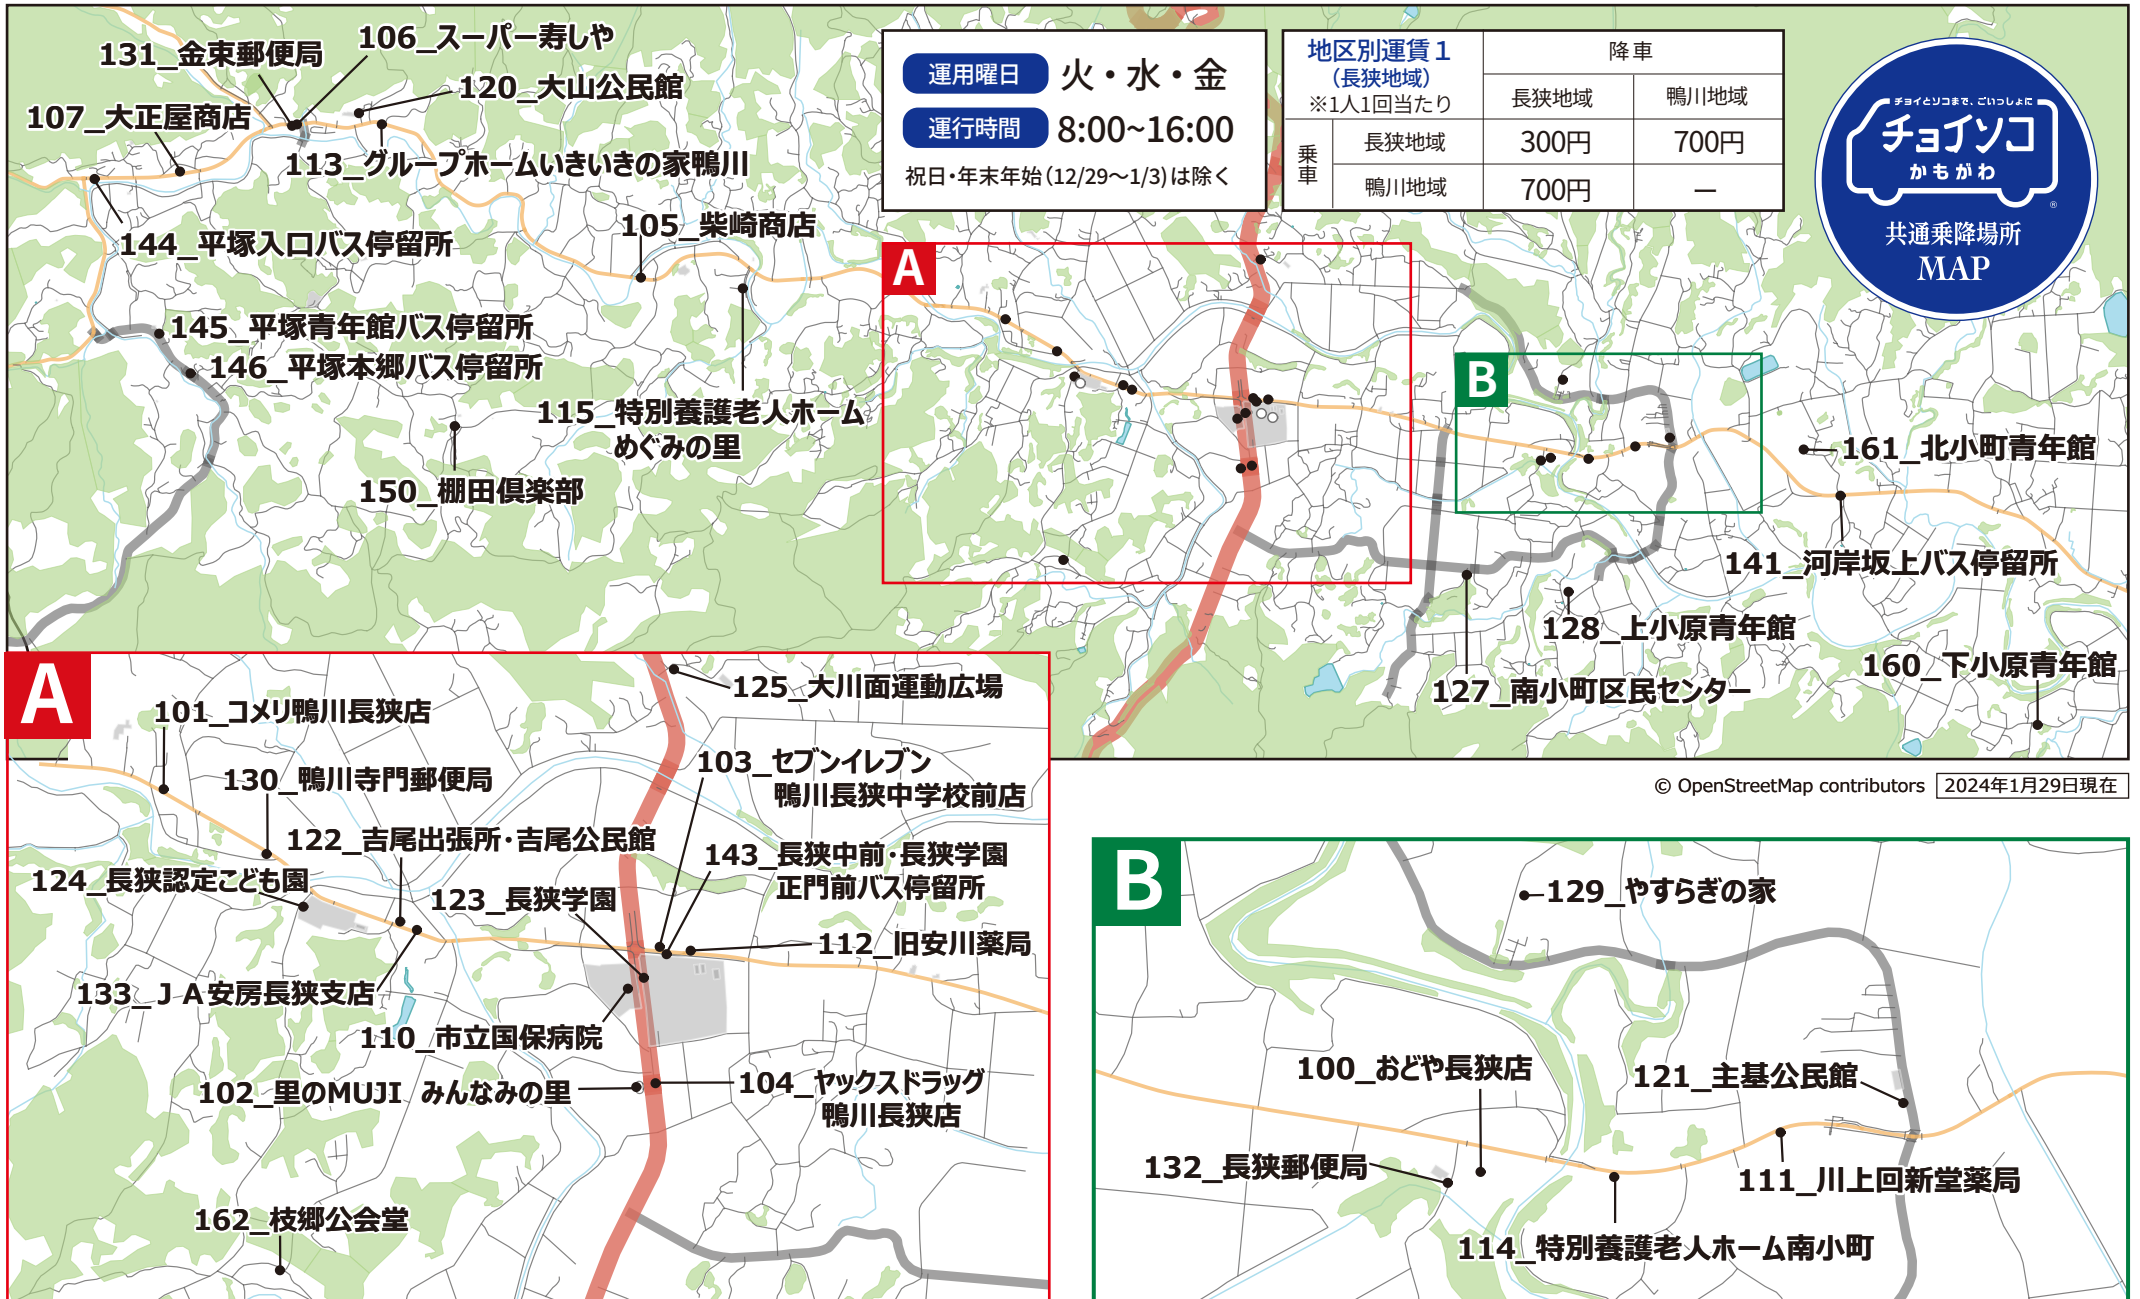 131_金束郵便局
106_スーパー寿しや
120_大山公民館
107_大正屋商店
113_グループホームいきいきの家鴨川
144_平塚入口バス停留所
105_柴崎商店
145_平塚青年館バス停留所
146_平塚本郷バス停留所
115_特別養護老人ホーム
めぐみの里
150_棚田倶楽部
運用曜日 火・水・金
運行時間 8:00~16:00
祝日・年末年始(12/29～1/3)は除く
地区別運賃1
(長狭地域)
※1人1回当たり
降車
長狭地域 鴨川地域
乗車
長狭地域 300円 700円
鴨川地域 700円 ー
チョイとソコまで、ごいっしょに
チョイソコ
かもがわ
®
共通乗降場所
MAP
A
B
161_北小町青年館
141_河岸坂上バス停留所
128_上小原青年館
160_下小原青年館
127_南小町区民センター
© OpenStreetMap contributors
2024年1月29日現在
A
125_大川面運動広場
101_コメリ鴨川長狭店
103_セブンイレブン
鴨川長狭中学校前店
130_鴨川寺門郵便局
122_吉尾出張所・吉尾公民館
143_長狭中前・長狭学園
正門前バス停留所
124_長狭認定こども園
123_長狭学園
112_旧安川薬局
133_ＪＡ安房長狭支店
110_市立国保病院
102_里のMUJI みんなみの里
104_ヤックスドラッグ
鴨川長狭店
162_枝郷公会堂
B
129_やすらぎの家
100_おどや長狭店
121_主基公民館
132_長狭郵便局
111_川上回新堂薬局
114_特別養護老人ホーム南小町